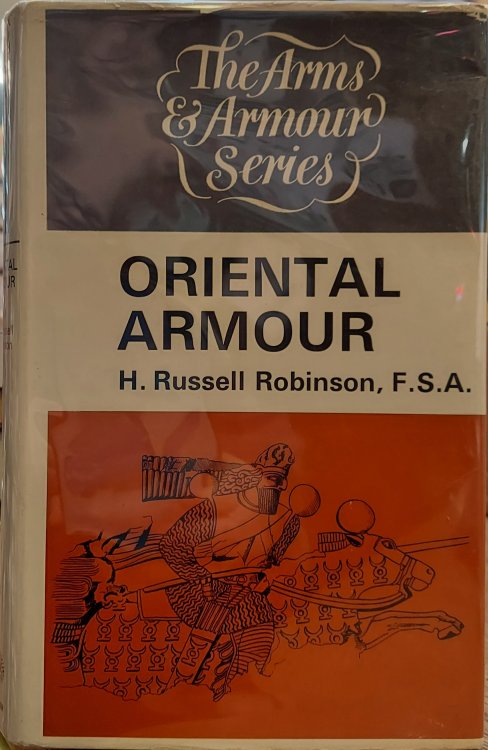 The Arms
& Armour
Series
ORIENTAL
ARMOUR
H. Russell Robinson, F.S.A.